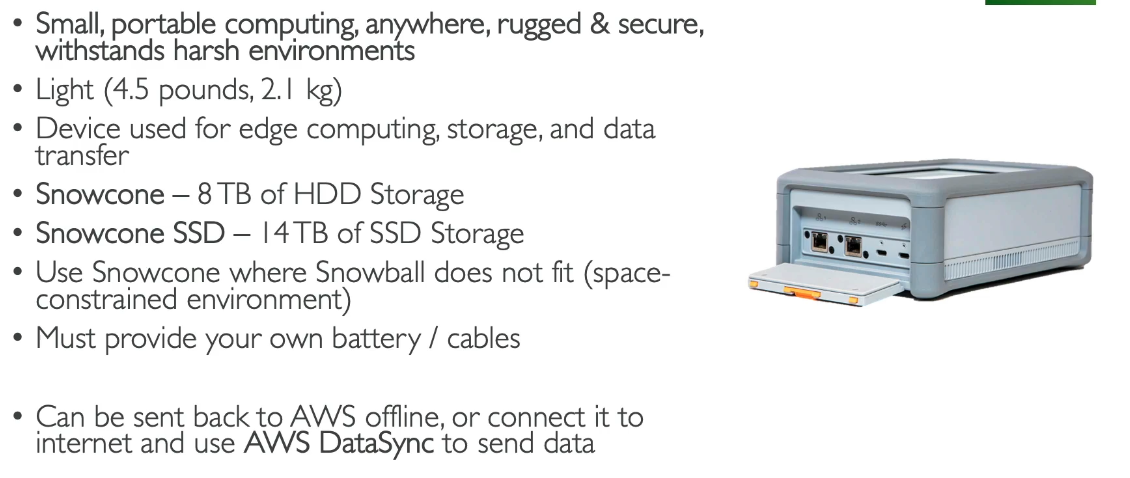 • Small, portable computing, anywhere, rugged & secure,
withstands harsh environments
• Light (4.5 pounds, 2.1 kg)
• Device used for edge computing, storage, and data
transfer
• Snowcone – 8 TB of HDD Storage
• Snowcone SSD – 14 TB of SSD Storage
• Use Snowcone where Snowball does not fit (space-
constrained environment)
• Must provide your own battery / cables
• Can be sent back to AWS offline, or connect it to
internet and use AWS DataSync to send data